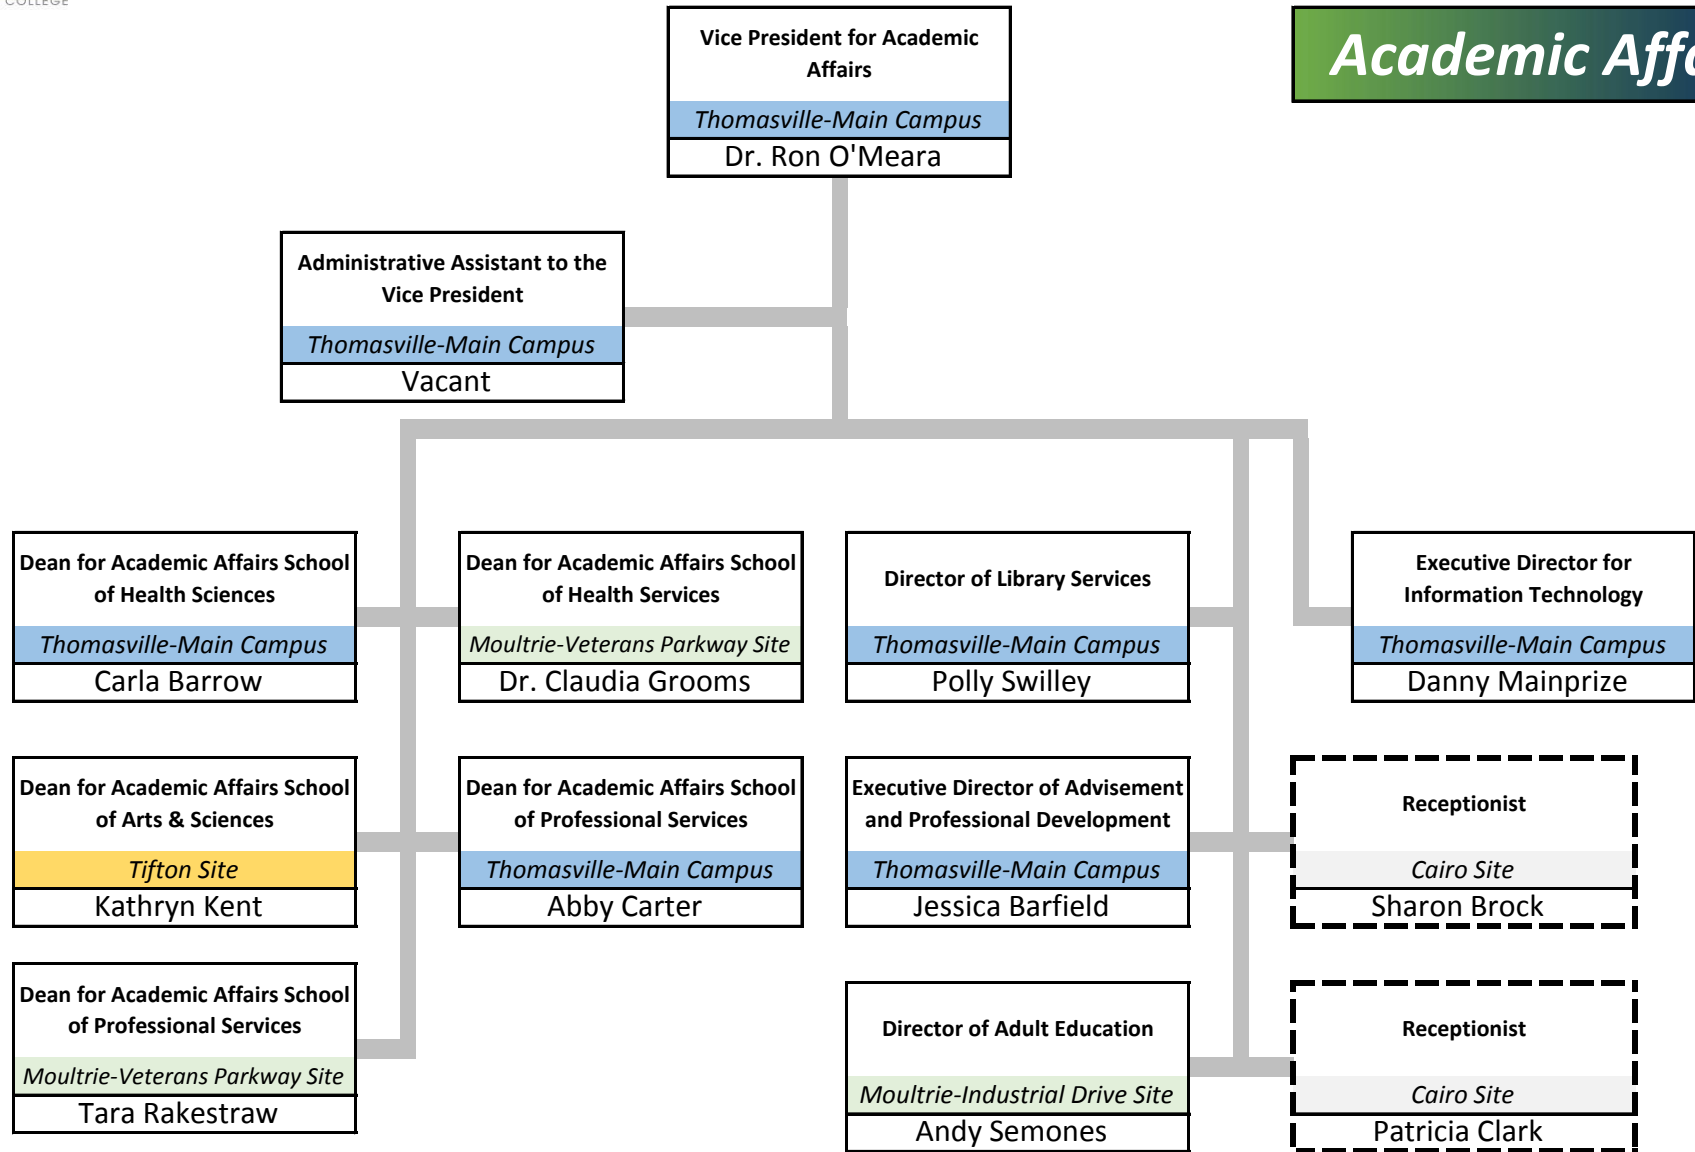 COLLEGE
Vice President for Academic
Affairs
Thomasville-Main Campus
Dr. Ron O'Meara
Academic Affa
Administrative Assistant to the
Vice President
Thomasville-Main Campus
Vacant
Dean for Academic Affairs School
of Health Sciences
Thomasville-Main Campus
Carla Barrow
Dean for Academic Affairs School
of Health Services
Moultrie-Veterans Parkway Site
Dr. Claudia Grooms
Director of Library Services
Thomasville-Main Campus
Polly Swilley
Executive Director for
Information Technology
Thomasville-Main Campus
Danny Mainprize
Dean for Academic Affairs School
of Arts & Sciences
Tifton Site
Kathryn Kent
Dean for Academic Affairs School
of Professional Services
Thomasville-Main Campus
Abby Carter
Executive Director of Advisement
and Professional Development
Thomasville-Main Campus
Jessica Barfield
Receptionist
Cairo Site
Sharon Brock
Dean for Academic Affairs School
of Professional Services
Moultrie-Veterans Parkway Site
Tara Rakestraw
Director of Adult Education
Moultrie-Industrial Drive Site
Andy Semones
Receptionist
Cairo Site
Patricia Clark